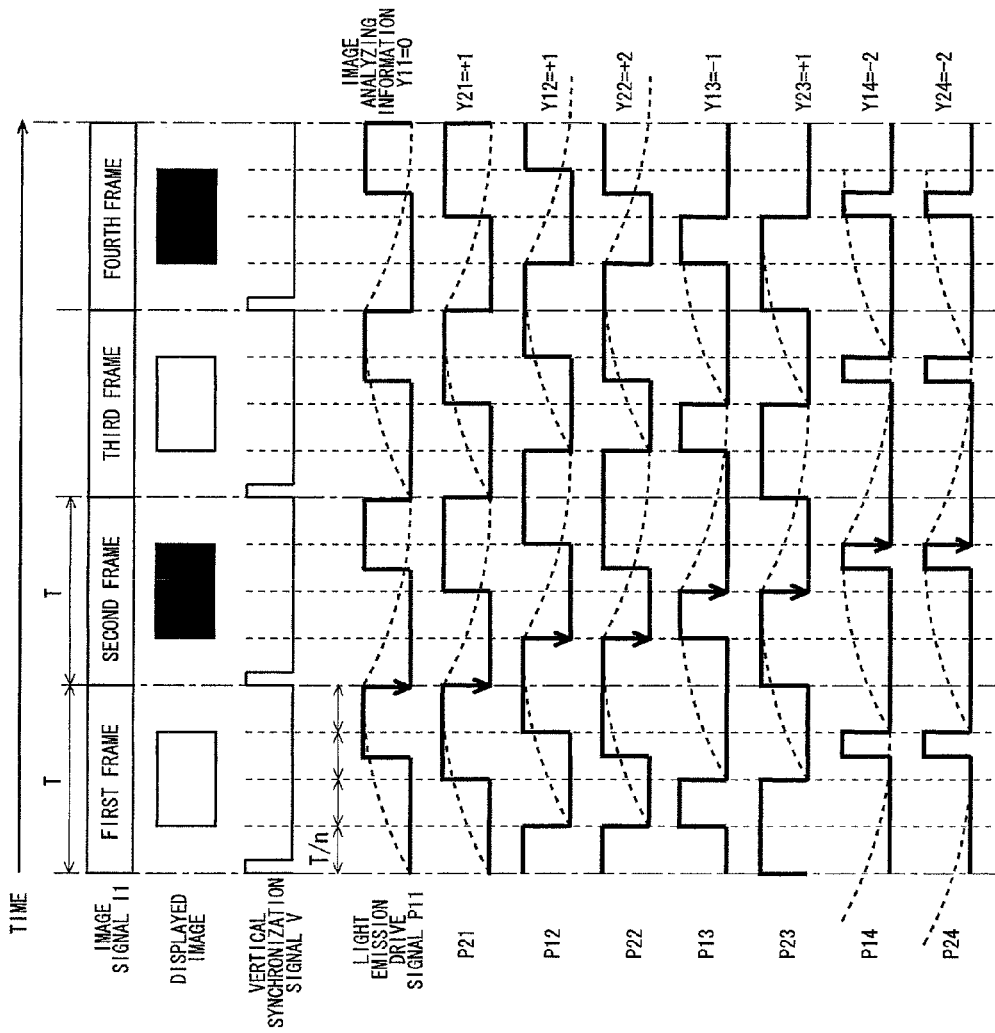 TIME
IMAGE
SIGNAL I1
FIRST FRAME
SECOND FRAME
THIRD FRAME
FOURTH FRAME
T
T
DISPLAYED
IMAGE
VERTICAL
SYNCHRONIZATION
SIGNAL V
T/n
LIGHT
EMISSION
DRIVE
SIGNAL P11
IMAGE
ANALYZING
INFORMATION
Y11=0
P21
Y21=+1
P12
Y12=+1
P22
Y22=+2
P13
Y13=-1
P23
Y23=+1
P14
Y14=-2
P24
Y24=-2